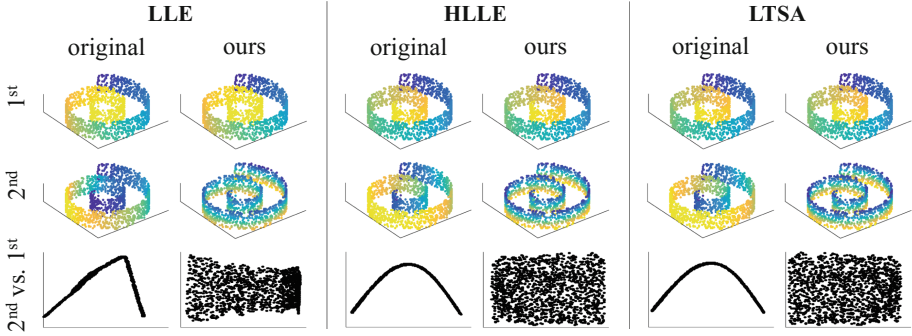 LLE HLLE LTSA
original ours original ours original ours
1st
2nd
2nd vs. 1st